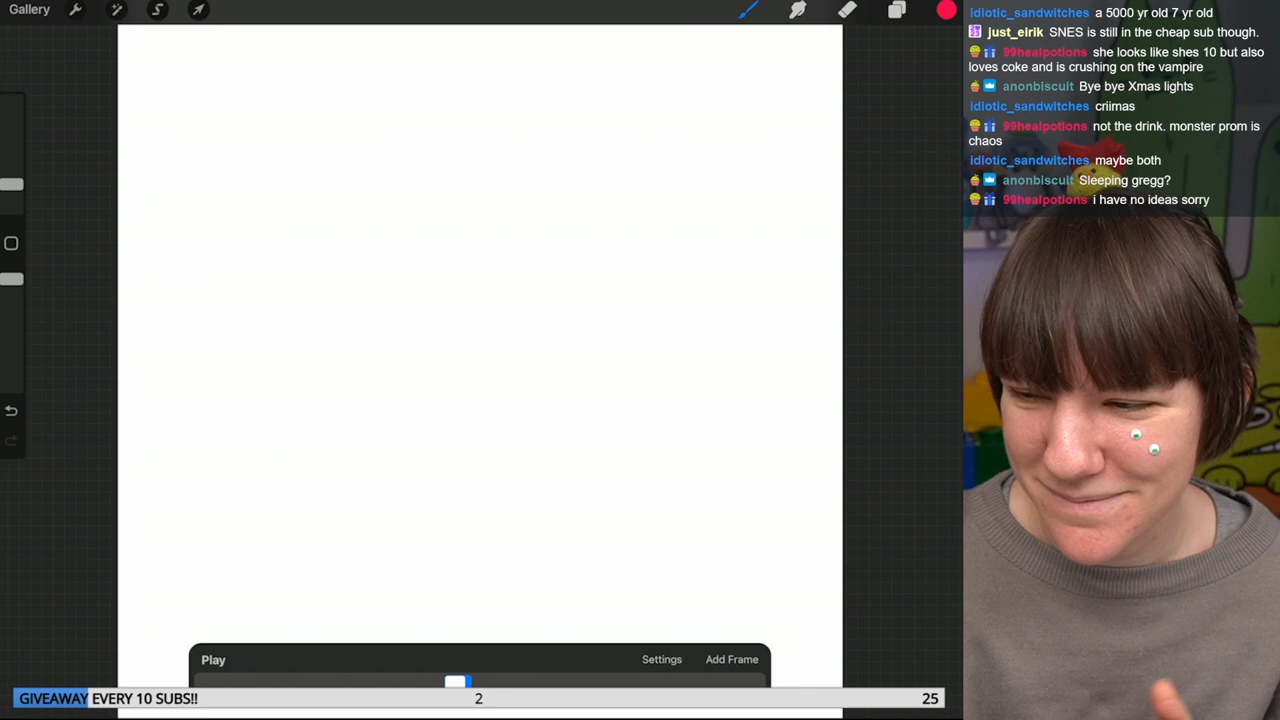 Gallery
idiotic_sandwitches a 5000 yr old 7 yr old
just_eirik SNES is still in the cheap sub though.
99healpotions she looks like shes 10 but also
loves coke and is crushing on the vampire
anonbiscuit Bye bye Xmas lights
idiotic_sandwitches criimas
99healpotions not the drink. monster prom is
chaos
idiotic_sandwitches maybe both
anonbiscuit Sleeping gregg?
99healpotions i have no ideas sorry
Play Settings Add Frame
GIVEAWAY EVERY 10 SUBS!! 2 25